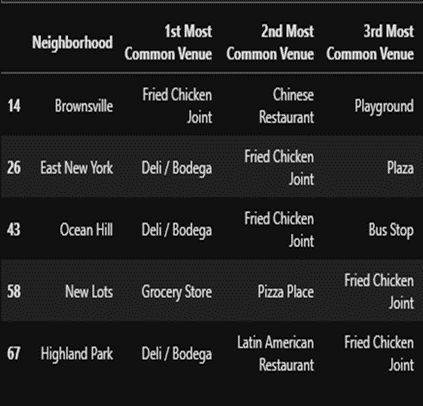 Neighborhood 1st Most Common Venue 2nd Most Common Venue 3rd Most Common Venue
14 Brownsville Fried Chicken Joint Chinese Restaurant Playground
26 East New York Deli / Bodega Fried Chicken Joint Plaza
43 Ocean Hill Deli / Bodega Fried Chicken Joint Bus Stop
58 New Lots Grocery Store Pizza Place Fried Chicken Joint
67 Highland Park Deli / Bodega Latin American Restaurant Fried Chicken Joint